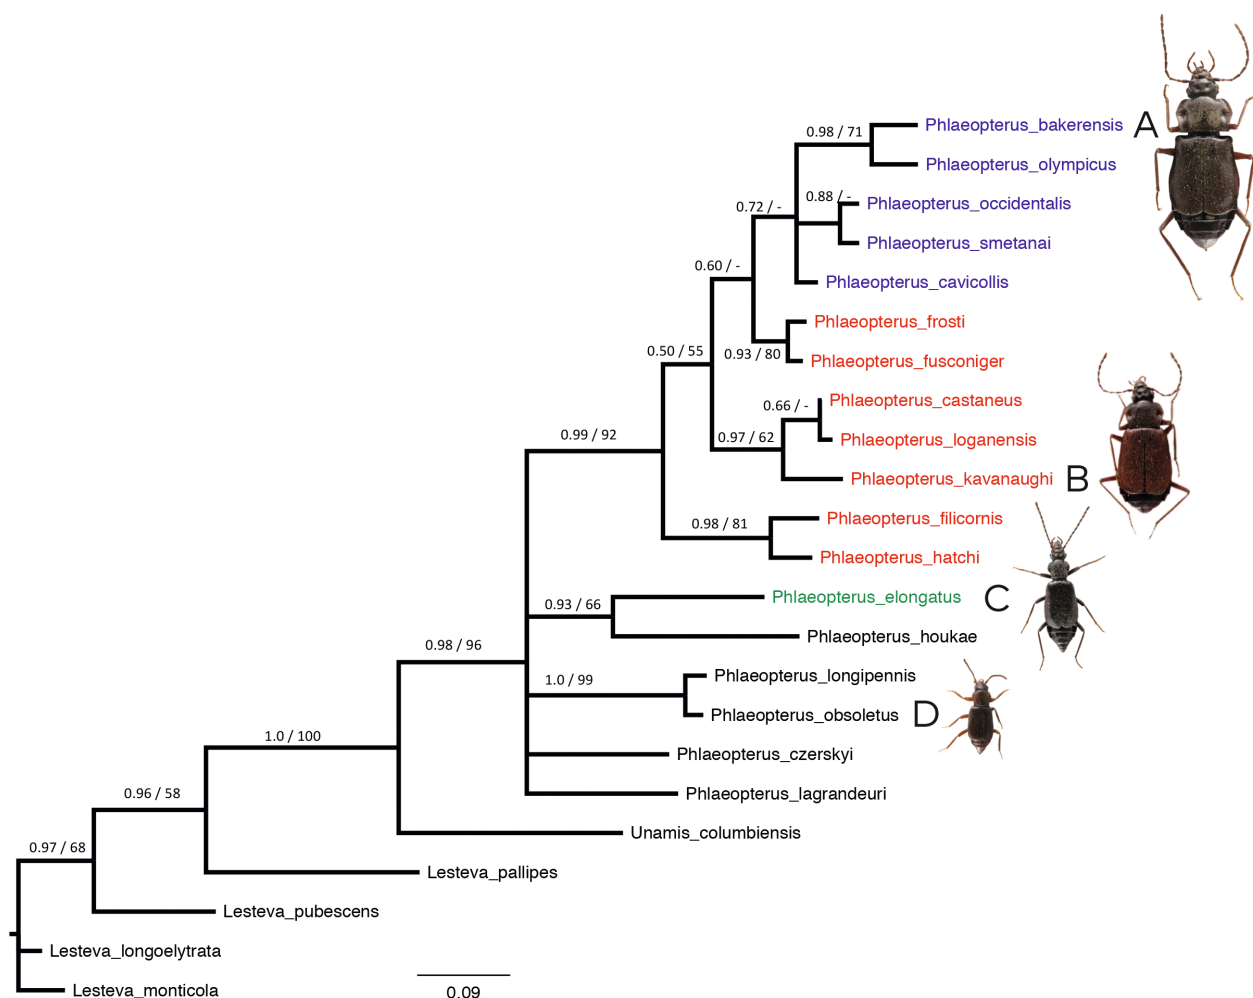 0.98 / 71
Phlaeopterus_bakerensis
A
Phlaeopterus_olympicus
0.88 / -
Phlaeopterus_occidentalis
0.72 / -
Phlaeopterus_smetanai
0.60 / -
Phlaeopterus_cavicollis
Phlaeopterus_frosti
0.50 / 55
0.93 / 80
Phlaeopterus_fusconiger
0.66 / -
Phlaeopterus_castaneus
0.99 / 92
0.97 / 62
Phlaeopterus_loganensis
Phlaeopterus_kavanaughi
B
0.98 / 81
Phlaeopterus_filicornis
Phlaeopterus_hatchi
0.93 / 66
Phlaeopterus_elongatus
C
Phlaeopterus_houkae
0.98 / 96
1.0 / 99
Phlaeopterus_longipennis
Phlaeopterus_obsoletus
D
1.0 / 100
Phlaeopterus_czerskyi
0.96 / 58
Phlaeopterus_lagrandeuri
Unamis_columbiensis
0.97 / 68
Lesteva_pallipes
Lesteva_pubescens
Lesteva_longoelytrata
Lesteva_monticola
0.09